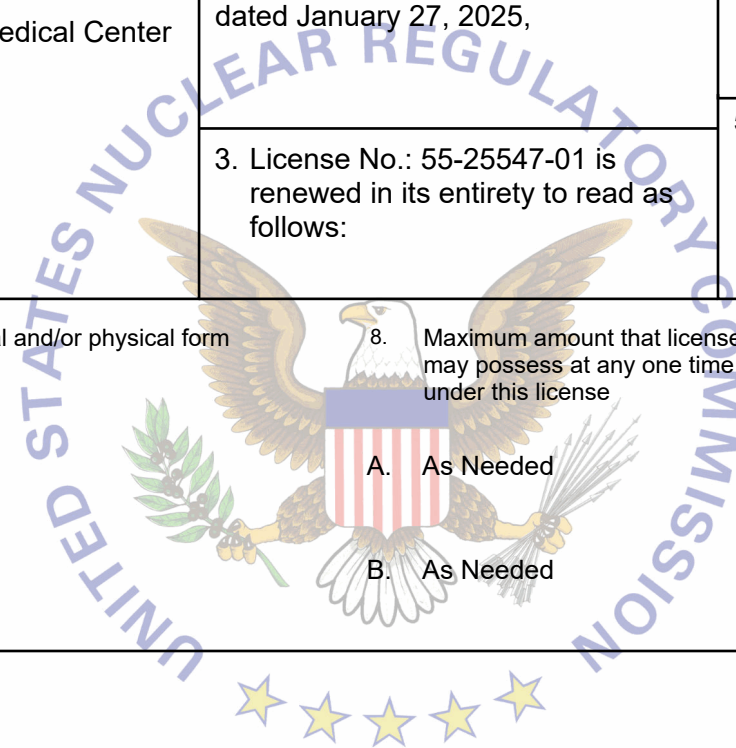 edical Center
dated January 27, 2025,
3. License No.: 55-25547-01 is
renewed in its entirety to read as
follows:
and/or physical form
8. Maximum amount that license
may possess at any one time
under this license
A. As Needed
B. As Needed
UNITED STATES NUCLEAR REGULATORY COMMISSION